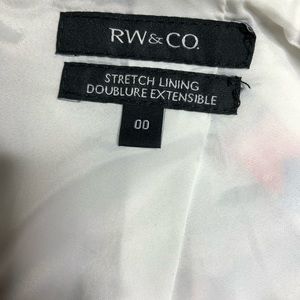 RW&CO.
STRETCH LINING
DOUBLURE EXTENSIBLE
00